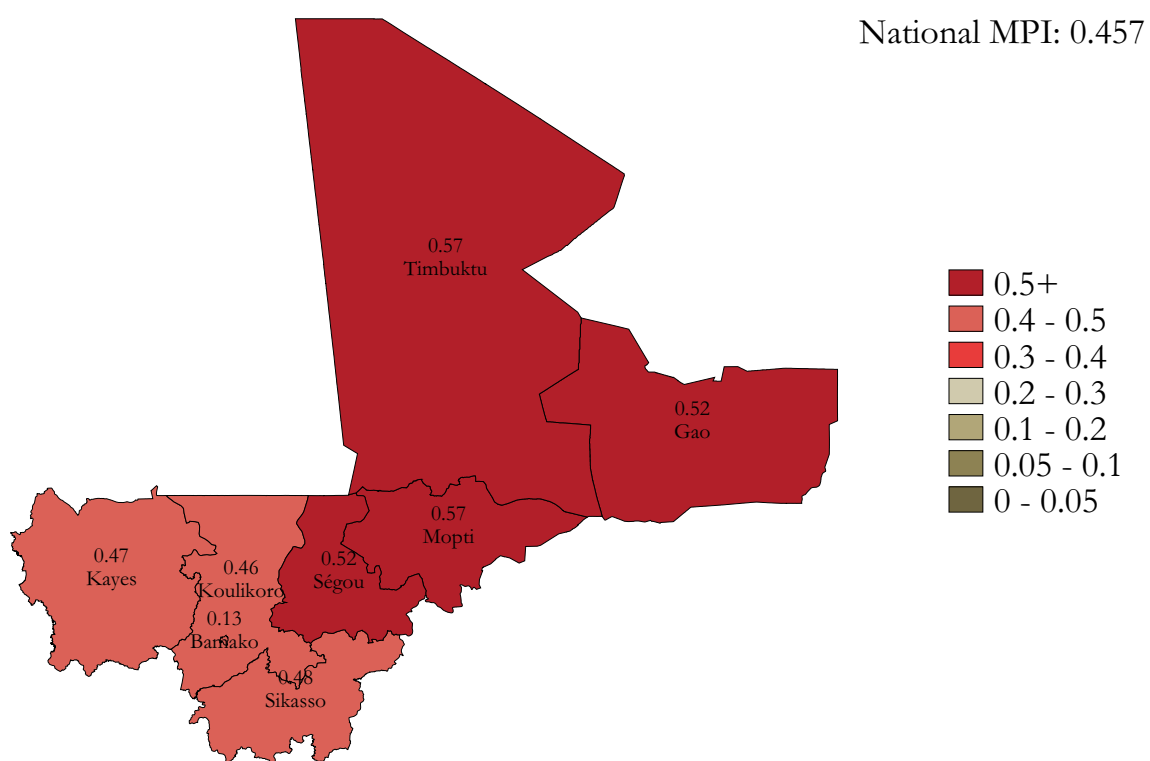 National MPI: 0.457
0.57
Timbuktu
0.52
Gao
0.57
Mopti
0.52
Ségou
0.47
Kayes
0.46
Koulikoro
0.13
Bamako
0.48
Sikasso
0.5+
0.4 - 0.5
0.3 - 0.4
0.2 - 0.3
0.1 - 0.2
0.05 - 0.1
0 - 0.05